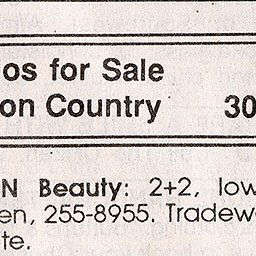 os for Sale
on Country 30
N Beauty: 2+2, low
en, 255-8955. Tradew
te.